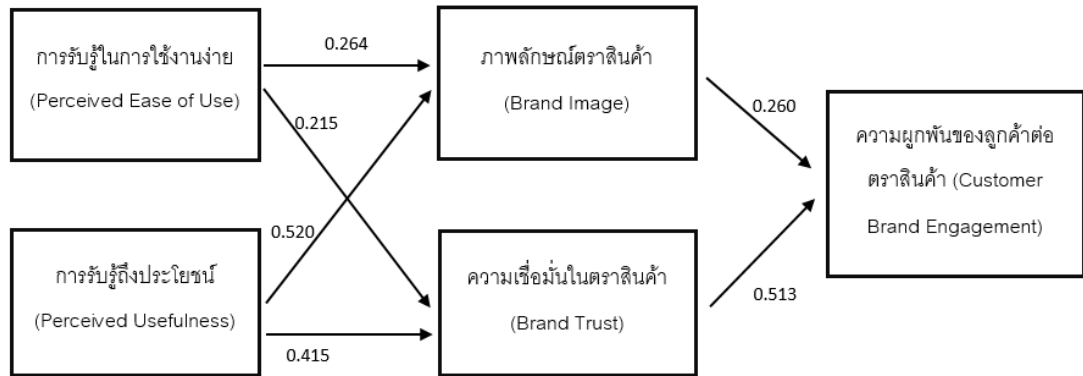 การรับรู้ในการใช้งานง่าย
(Perceived Ease of Use)
0.264
0.215
ภาพลักษณ์ตราสินค้า
(Brand Image)
0.260
ความผูกพันของลูกค้าต่อ
ตราสินค้า (Customer
Brand Engagement)
การรับรู้ถึงประโยชน์
(Perceived Usefulness)
0.520
0.415
ความเชื่อมั่นในตราสินค้า
(Brand Trust)
0.513